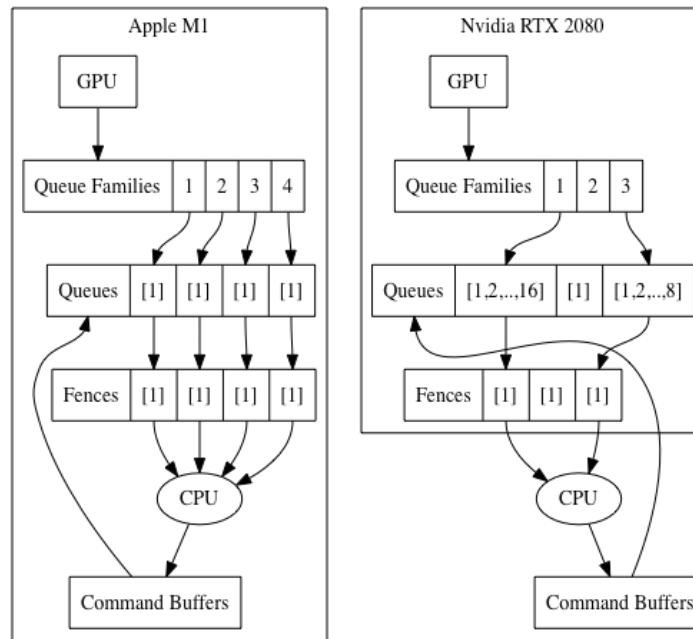 Apple M1
GPU
Queue Families 1 2 3 4
Queues [1] [1] [1] [1]
Fences [1] [1] [1] [1]
CPU
Command Buffers
Nvidia RTX 2080
GPU
Queue Families 1 2 3
Queues [1,2,..,16] [1] [1,2,..,8]
Fences [1] [1] [1]
CPU
Command Buffers